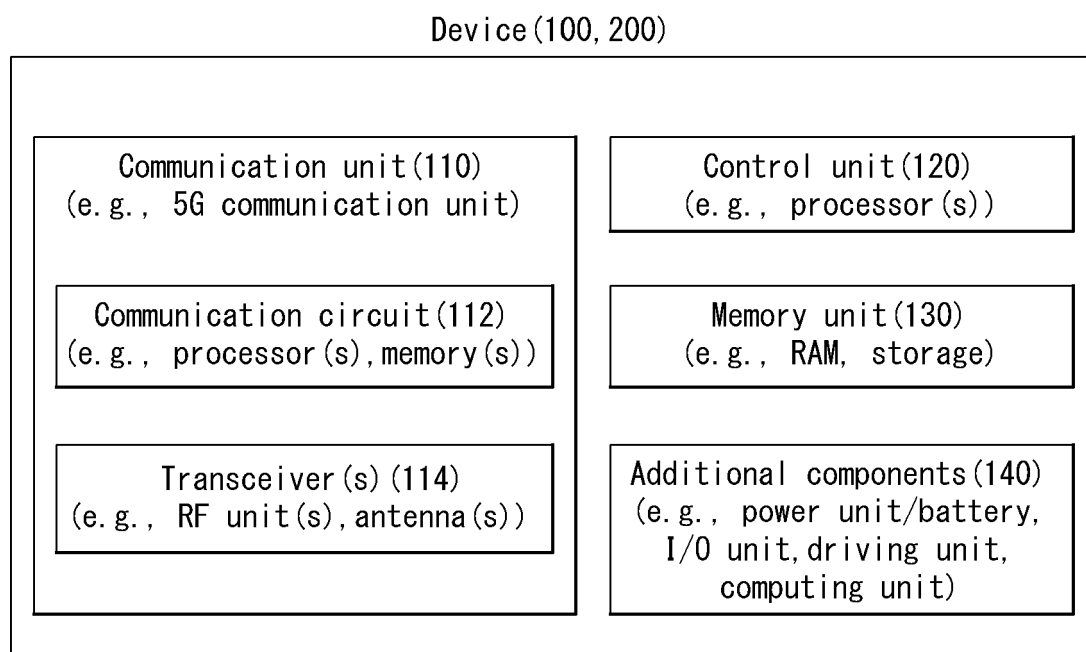 Device(100,200)
Communication unit(110)
(e.g., 5G communication unit)
Communication circuit(112)
(e.g., processor(s),memory(s))
Transceiver(s)(114)
(e.g., RF unit(s),antenna(s))
Control unit(120)
(e.g., processor(s))
Memory unit(130)
(e.g., RAM, storage)
Additional components(140)
(e.g., power unit/battery,
I/O unit,driving unit,
computing unit)